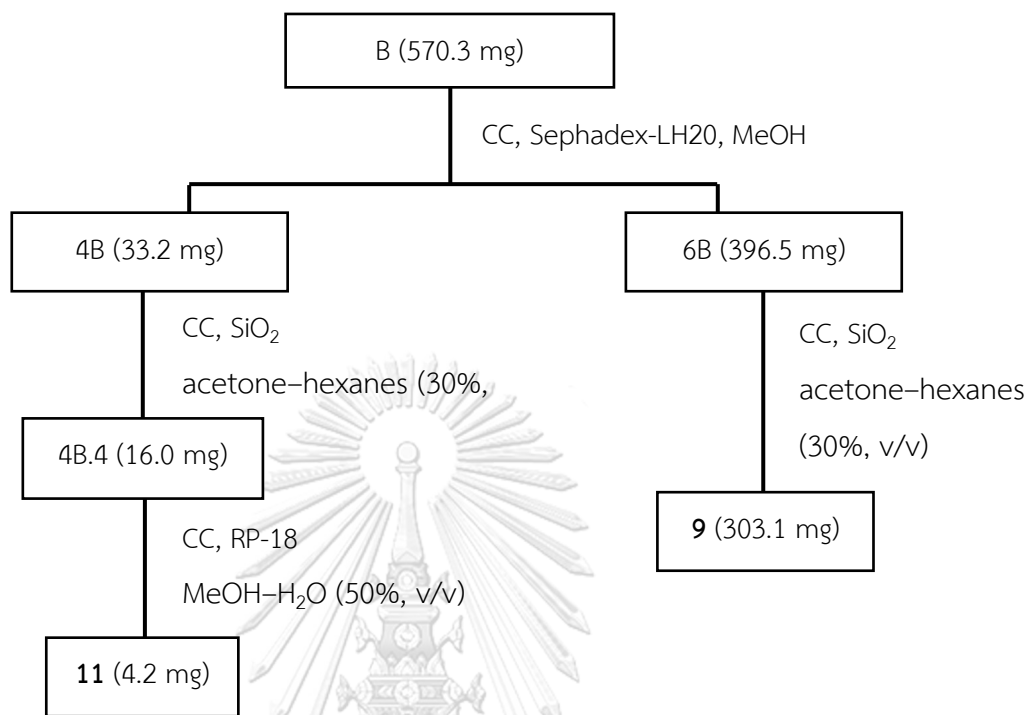 B (570.3 mg)
CC, Sephadex-LH20, MeOH
4B (33.2 mg)
6B (396.5 mg)
CC, SiO₂
acetone–hexanes (30%,
CC, SiO₂
acetone–hexanes
(30%, v/v)
4B.4 (16.0 mg)
9 (303.1 mg)
CC, RP-18
MeOH–H₂O (50%, v/v)
11 (4.2 mg)